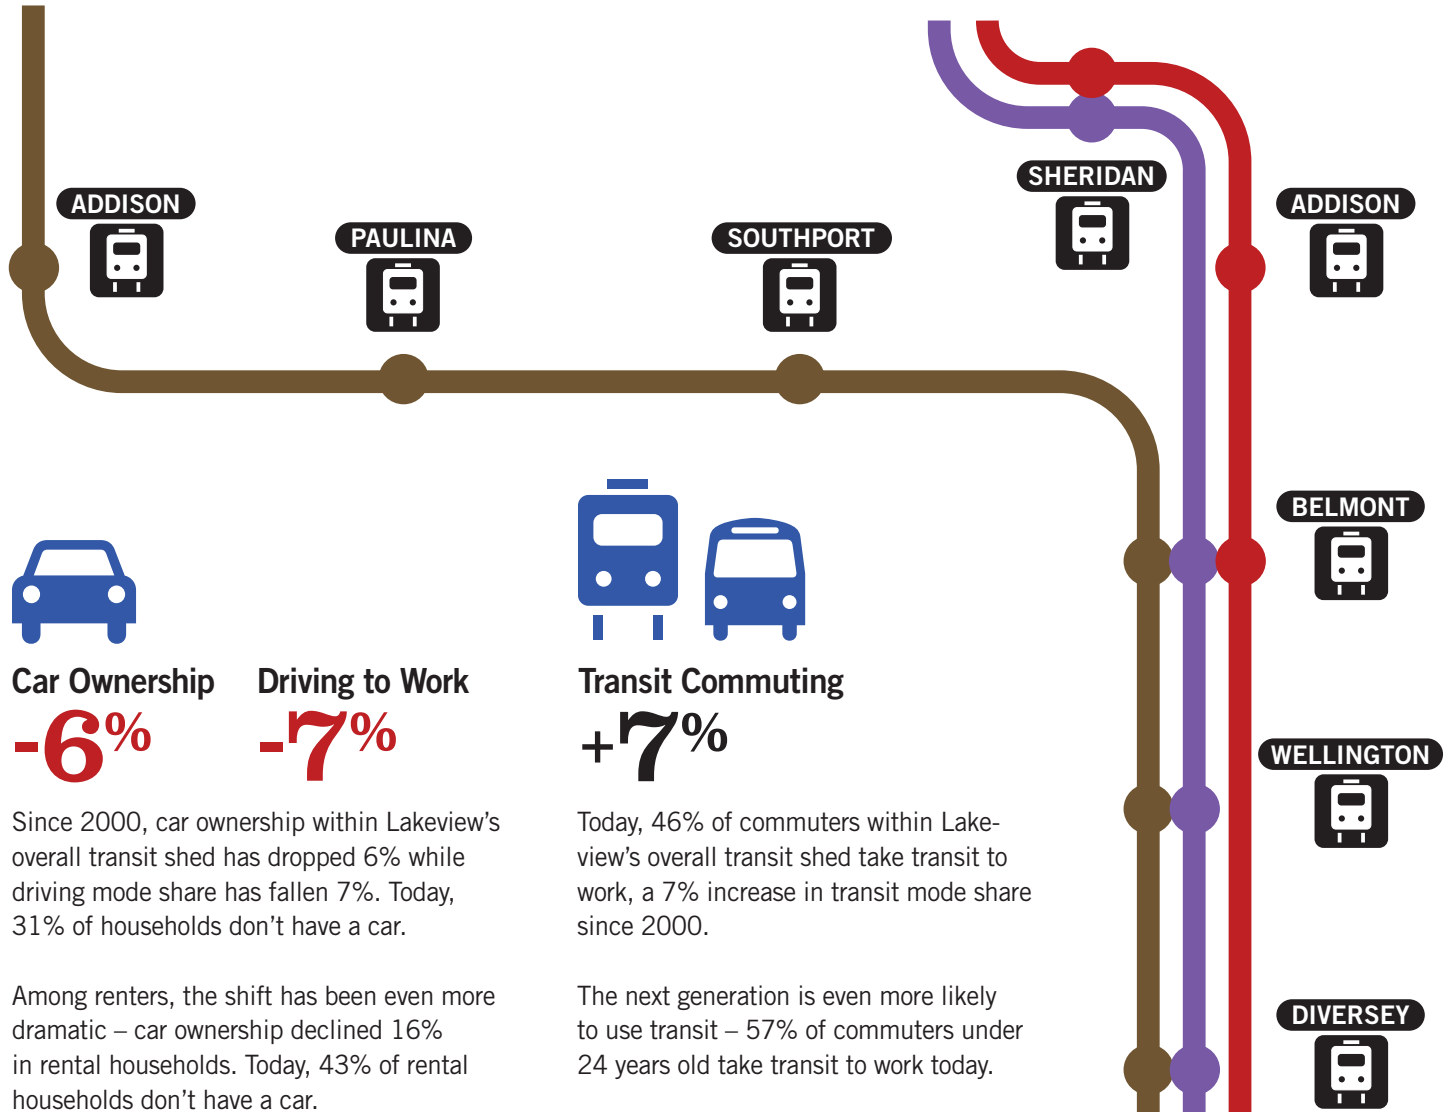 ADDISON
PAULINA
SOUTHPORT
SHERIDAN
ADDISON
BELMONT
WELLINGTON
DIVERSEY
Car Ownership
-6%
Driving to Work
-7%
Since 2000, car ownership within Lakeview’s
overall transit shed has dropped 6% while
driving mode share has fallen 7%. Today,
31% of households don’t have a car.
Among renters, the shift has been even more
dramatic – car ownership declined 16%
in rental households. Today, 43% of rental
households don’t have a car.
Transit Commuting
+7%
Today, 46% of commuters within Lake-
view’s overall transit shed take transit to
work, a 7% increase in transit mode share
since 2000.
The next generation is even more likely
to use transit – 57% of commuters under
24 years old take transit to work today.